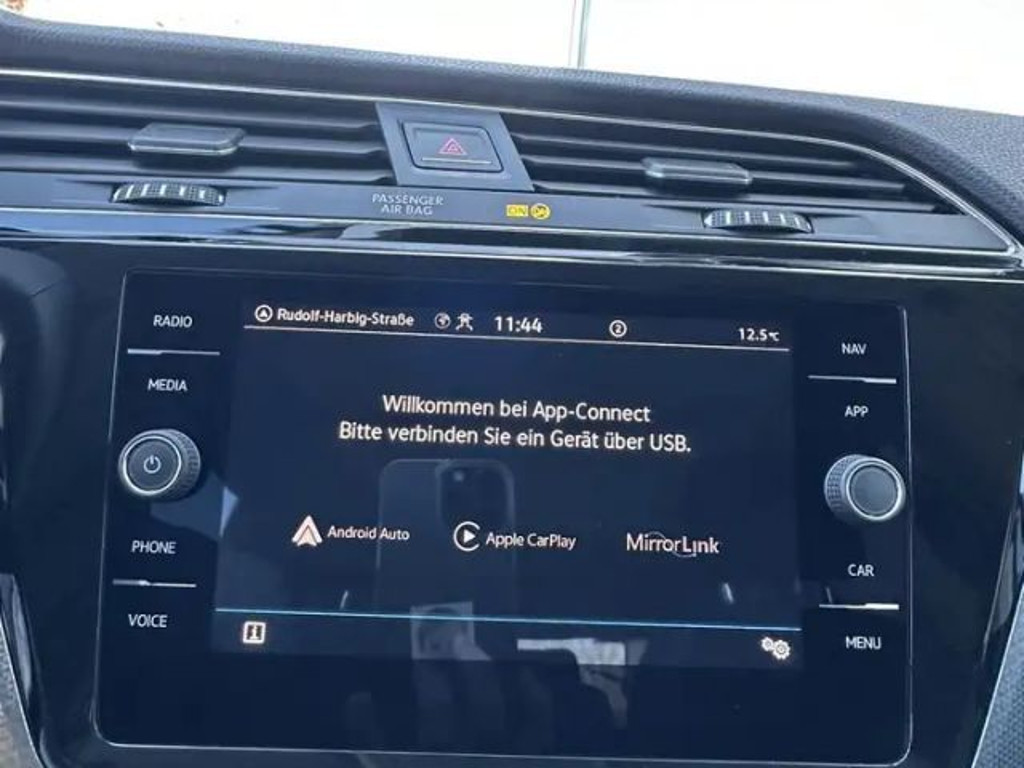 PASSENGER
AIR BAG
ON
RADIO
MEDIA
PHONE
VOICE
Rudolf-Harbig-Straße 11:44 2 12.5°C
Willkommen bei App-Connect
Bitte verbinden Sie ein Gerät über USB.
Android Auto Apple CarPlay MirrorLink
NAV
APP
CAR
MENU